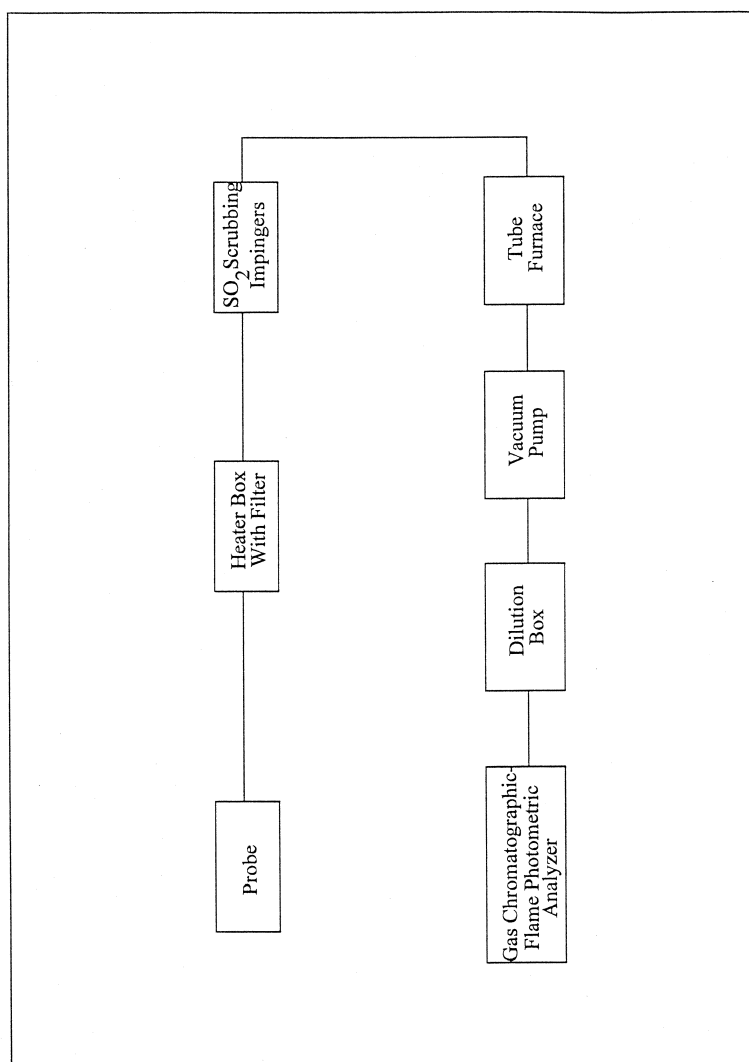 Probe
Heater Box
With Filter
SO2 Scrubbing
Impingers
Tube
Furnace
Vacuum
Pump
Dilution
Box
Gas Chromatographic-
Flame Photometric
Analyzer